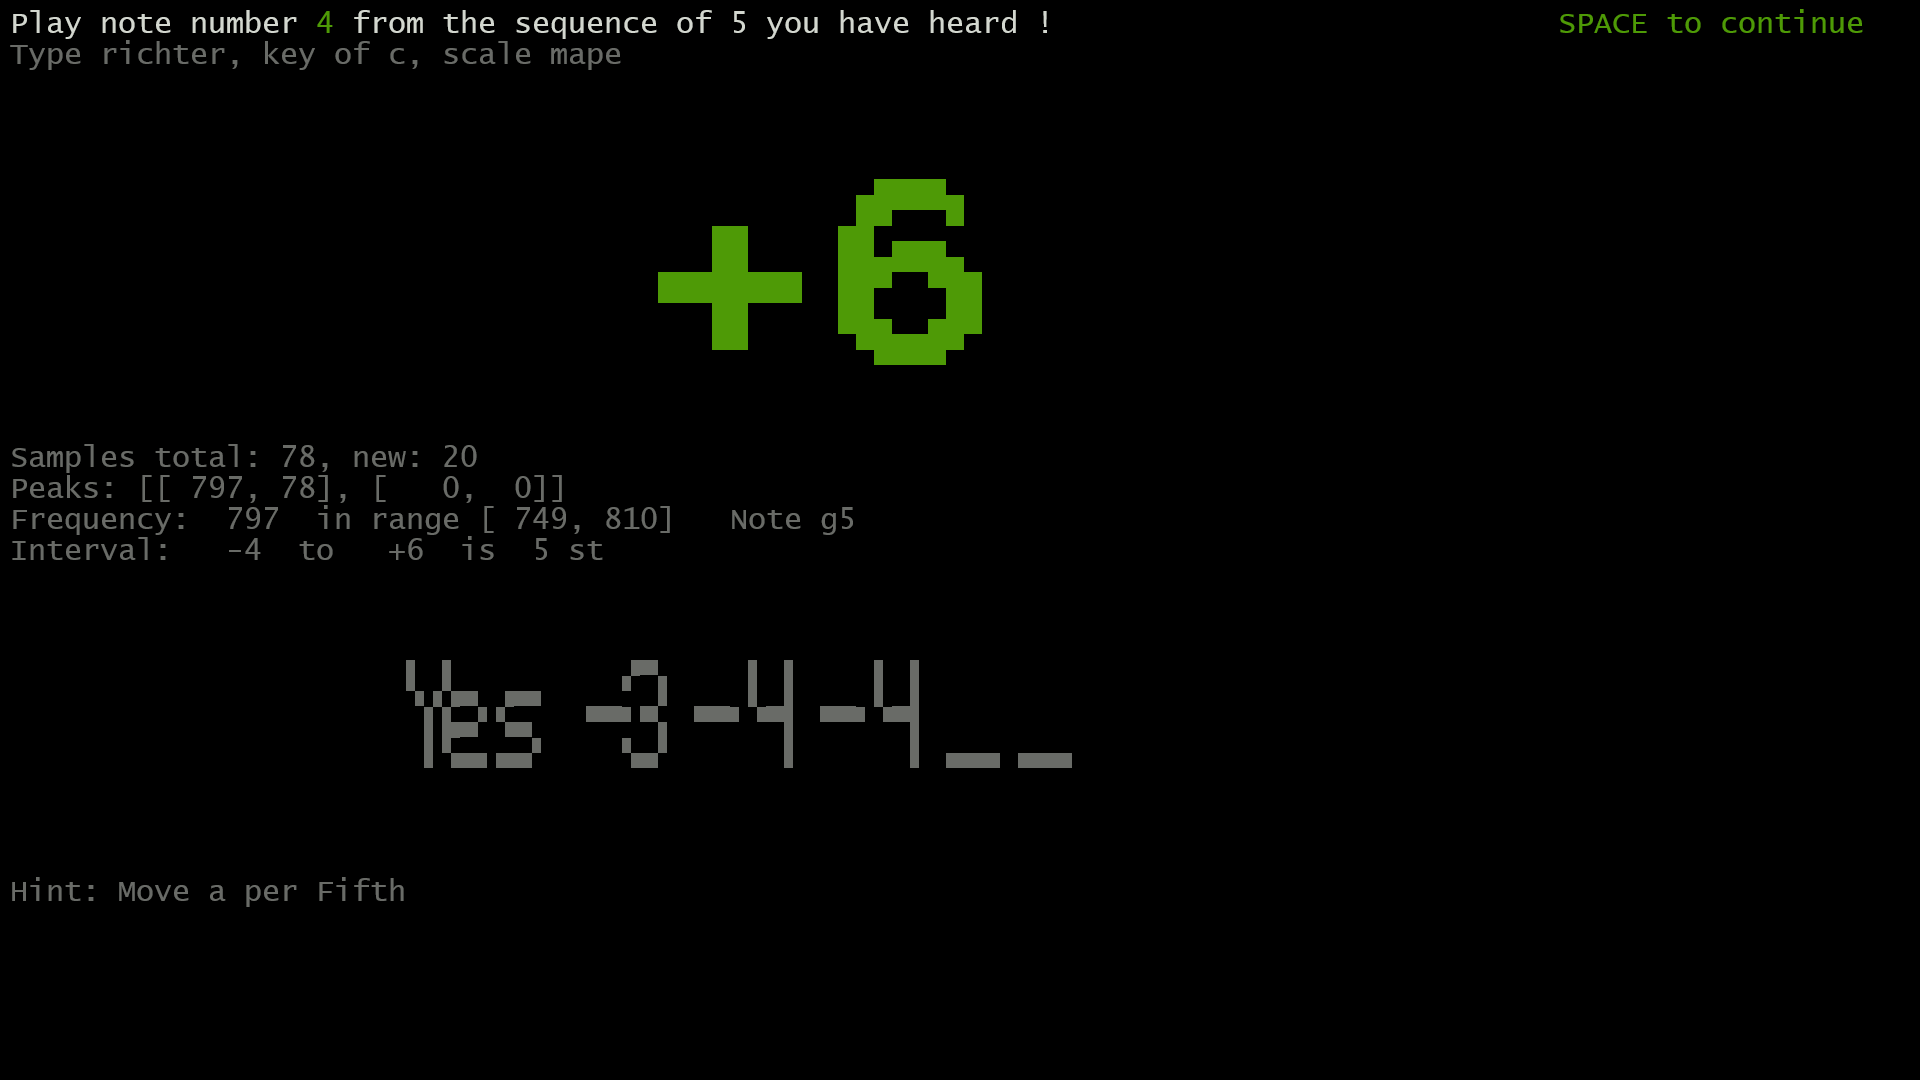 Play note number 4 from the sequence of 5 you have heard ! SPACE to continue
Type richter, key of c, scale mape
+6
Samples total: 78, new: 20
Peaks: [[ 797, 78], [   0,  0]]
Frequency:  797  in range [ 749, 810]   Note g5
Interval:   -4  to   +6  is  5 st
Yes -3 -4 -4 _ _
Hint: Move a per Fifth